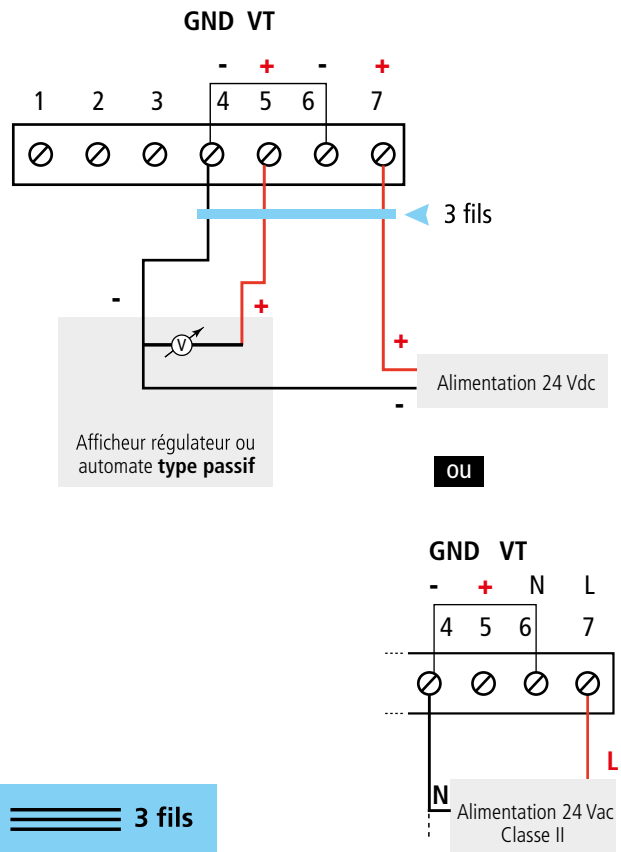 GND VT
- + - +
1 2 3 4 5 6 7
3 fils
- +
V
+
Alimentation 24 Vdc
-
Afficheur régulateur ou
automate type passif
ou
GND VT
- + N L
4 5 6 7
L
N
Alimentation 24 Vac
Classe II
3 fils